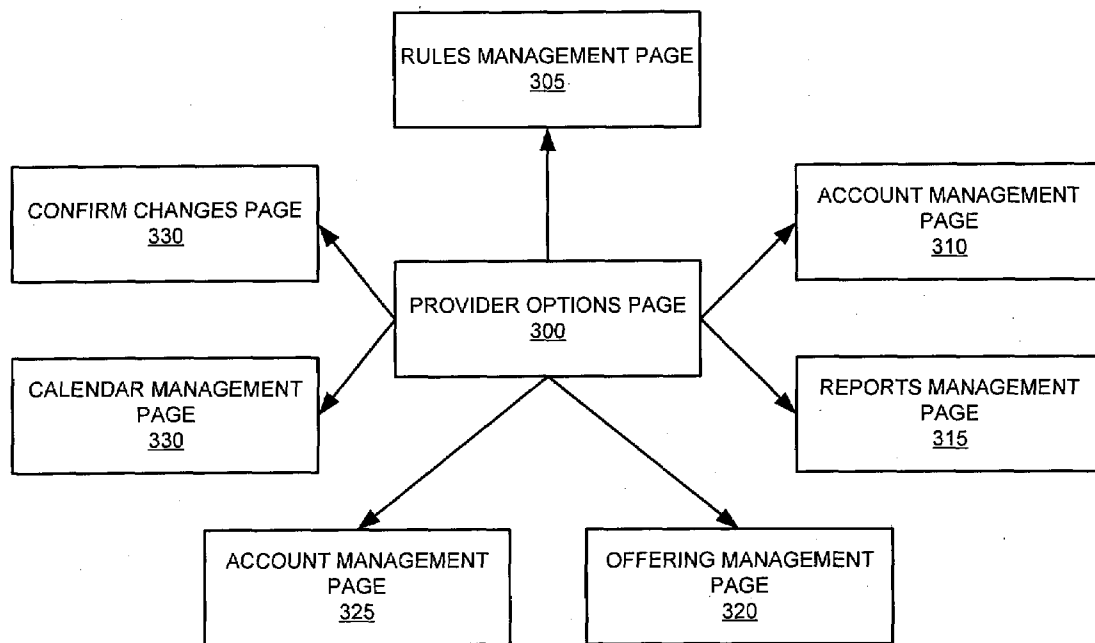 RULES MANAGEMENT PAGE
305
CONFIRM CHANGES PAGE
330
ACCOUNT MANAGEMENT
PAGE
310
PROVIDER OPTIONS PAGE
300
CALENDAR MANAGEMENT
PAGE
330
REPORTS MANAGEMENT
PAGE
315
ACCOUNT MANAGEMENT
PAGE
325
OFFERING MANAGEMENT
PAGE
320